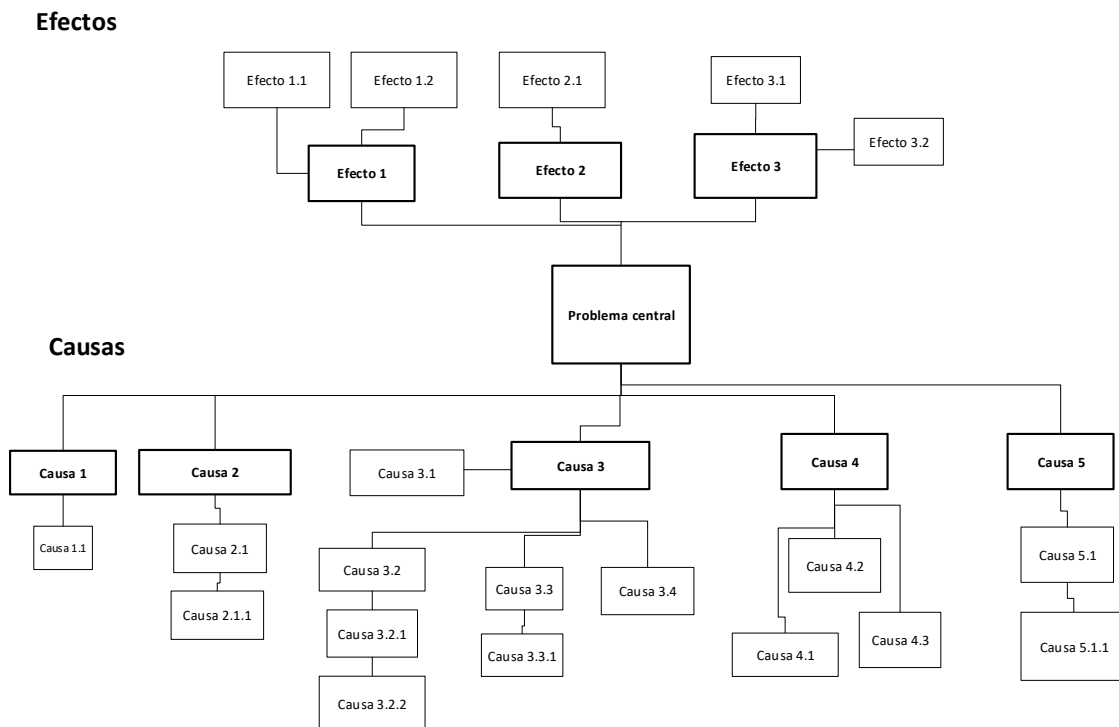 Efectos
Efecto 1.1
Efecto 1.2
Efecto 2.1
Efecto 3.1
Efecto 3.2
Efecto 1
Efecto 2
Efecto 3
Problema central
Causas
Causa 1
Causa 2
Causa 3.1
Causa 3
Causa 4
Causa 5
Causa 1.1
Causa 2.1
Causa 3.2
Causa 3.3
Causa 3.4
Causa 4.2
Causa 5.1
Causa 2.1.1
Causa 3.2.1
Causa 3.3.1
Causa 4.1
Causa 4.3
Causa 5.1.1
Causa 3.2.2